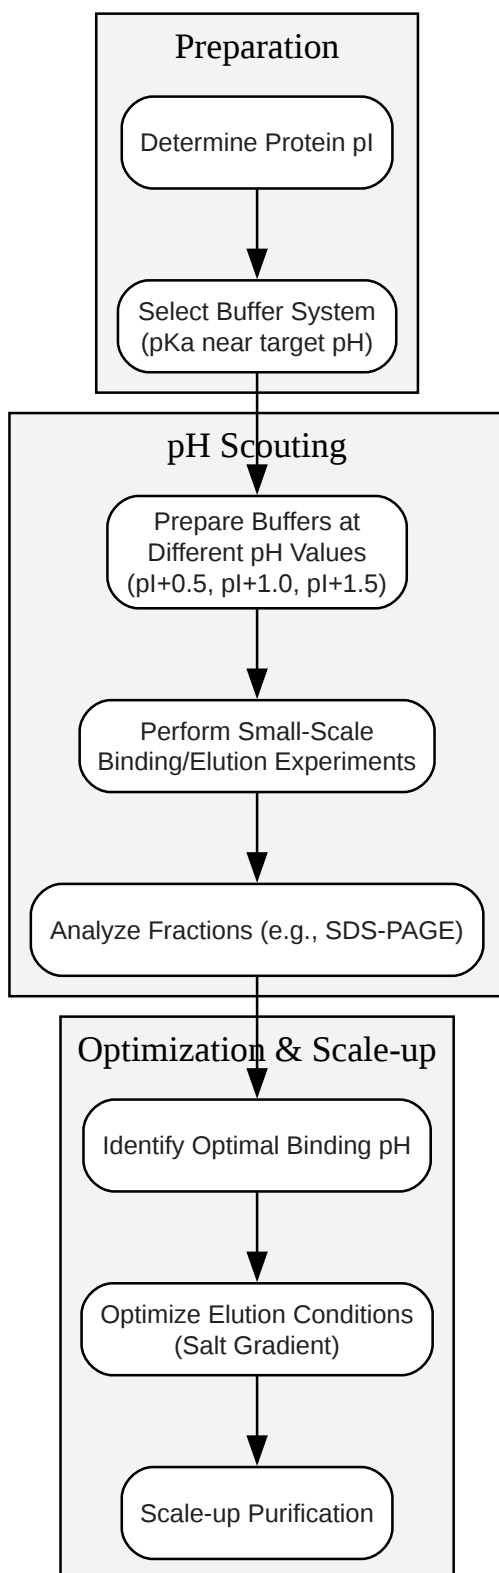 Preparation
Determine Protein pI
Select Buffer System
(pKa near target pH)
pH Scouting
Prepare Buffers at
Different pH Values
(pI+0.5, pI+1.0, pI+1.5)
Perform Small-Scale
Binding/Elution Experiments
Analyze Fractions (e.g., SDS-PAGE)
Optimization & Scale-up
Identify Optimal Binding pH
Optimize Elution Conditions
(Salt Gradient)
Scale-up Purification